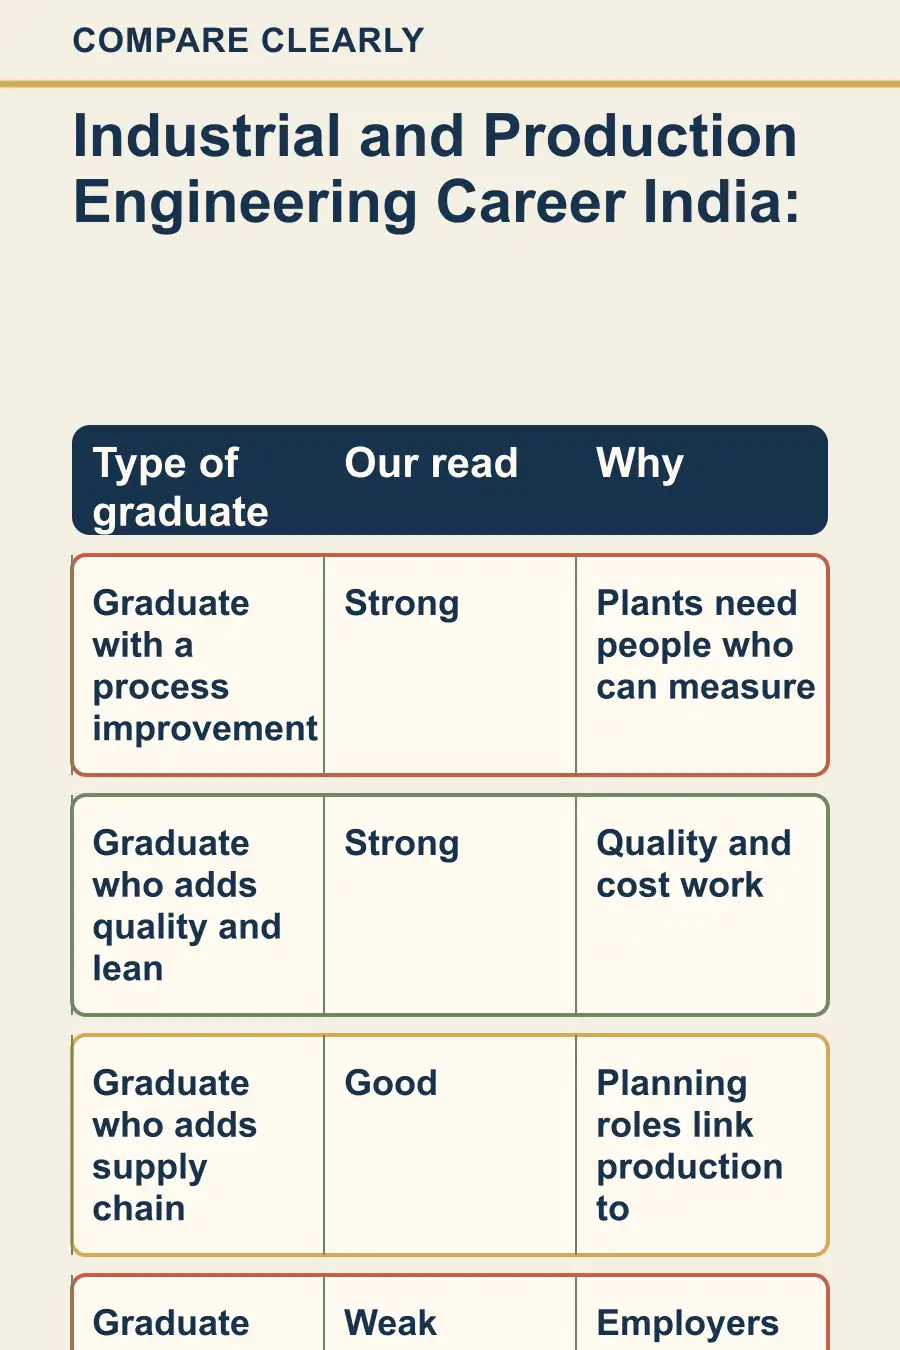 COMPARE CLEARLY
Industrial and Production
Engineering Career India:
Type of
graduate
Our read
Why
Graduate
with a
process
improvement
Strong
Plants need
people who
can measure
Graduate
who adds
quality and
lean
Strong
Quality and
cost work
Graduate
who adds
supply
chain
Good
Planning
roles link
production
to
Graduate
Weak
Employers